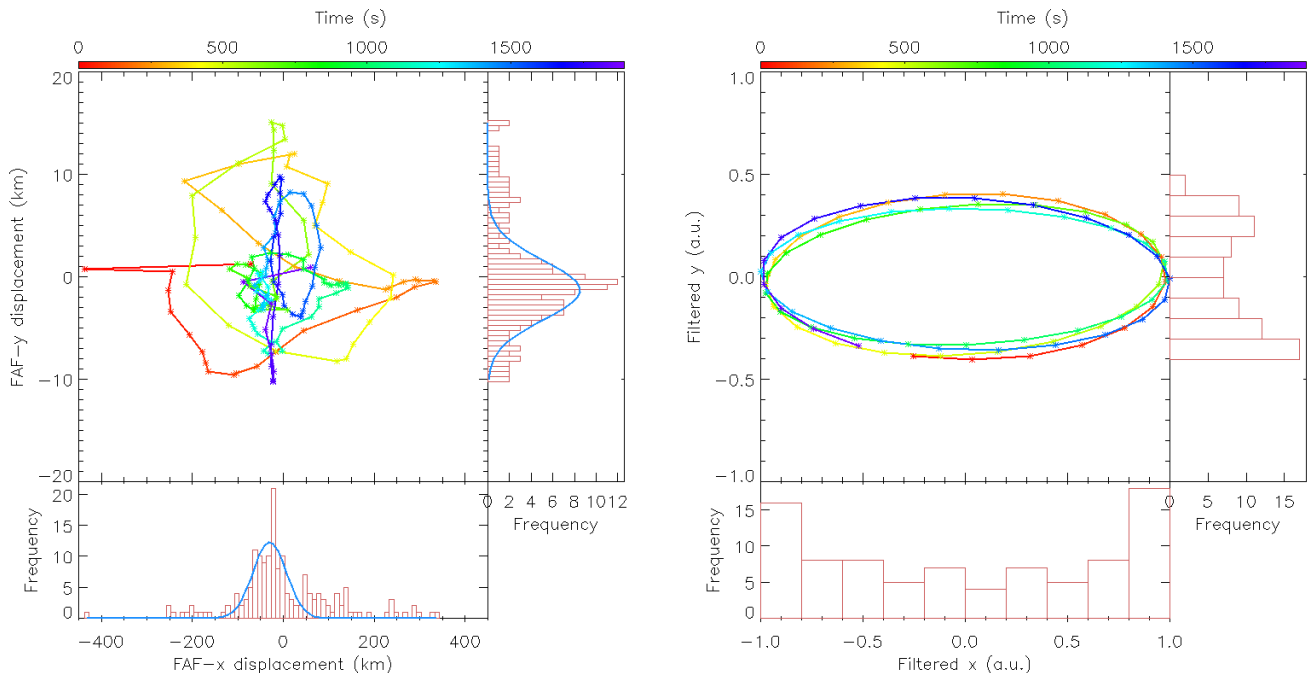 Time (s)
0 500 1000 1500
20
10
0
−10
−20
FAF−y displacement (km)
0 2 4 6 8 10 12
Frequency
20
15
10
5
0
Frequency
−400 −200 0 200 400
FAF−x displacement (km)
Time (s)
0 500 1000 1500
1.0
0.5
0.0
−0.5
−1.0
Filtered y (a.u.)
0 5 10 15
Frequency
15
10
5
0
Frequency
−1.0 −0.5 0.0 0.5 1.0
Filtered x (a.u.)